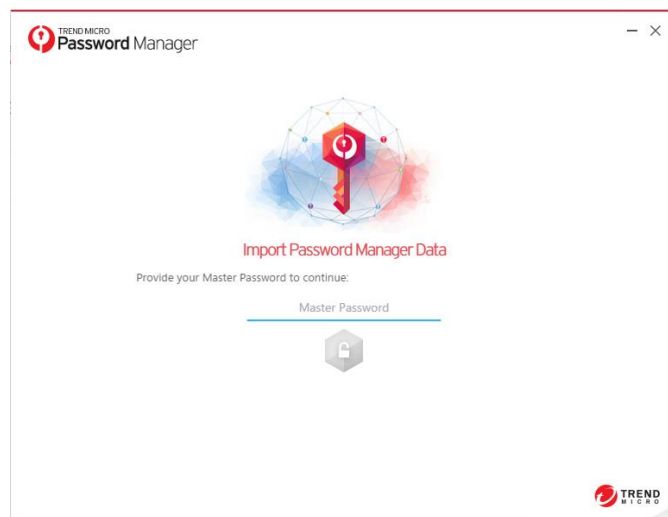 TREND MICRO
Password Manager
Import Password Manager Data
Provide your Master Password to continue:
Master Password
TREND
MICRO